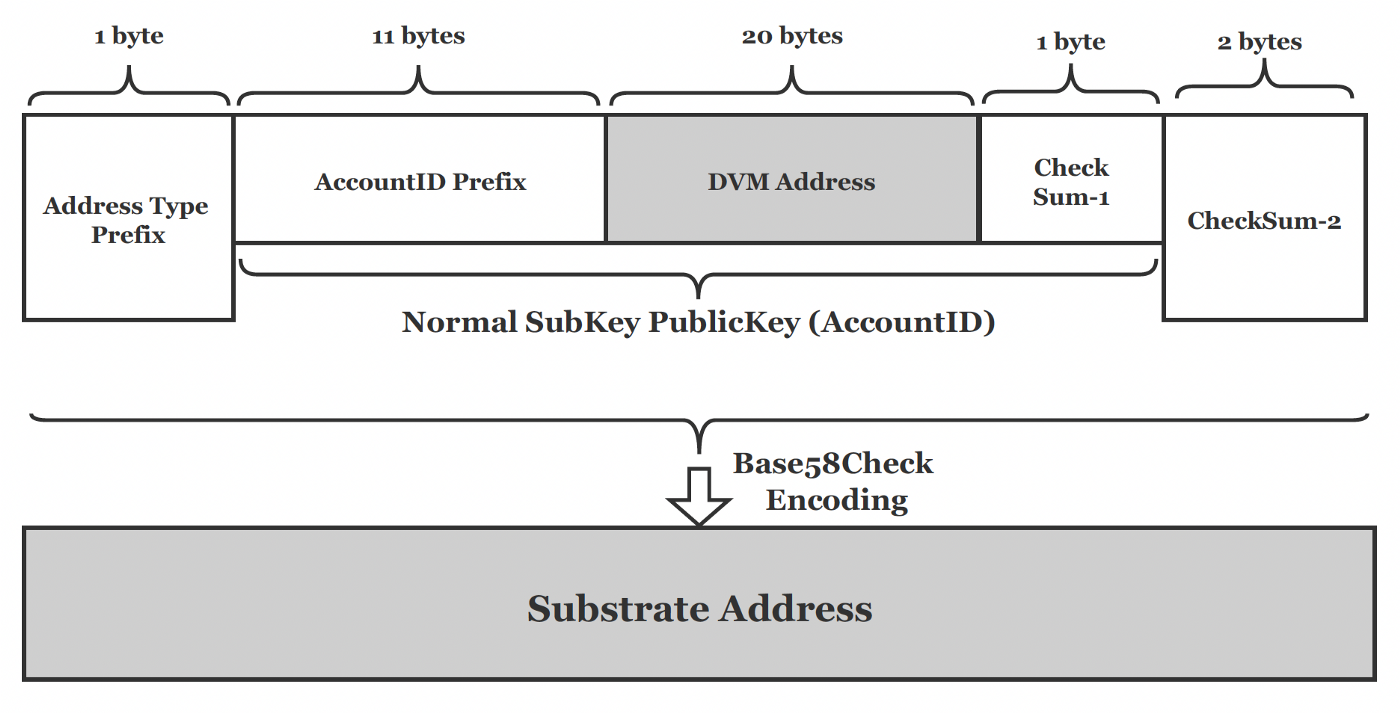 1 byte
11 bytes
20 bytes
1 byte
2 bytes
Address Type
Prefix
AccountID Prefix
DVM Address
Check
Sum-1
CheckSum-2
Normal SubKey PublicKey (AccountID)
Base58Check
Encoding
Substrate Address